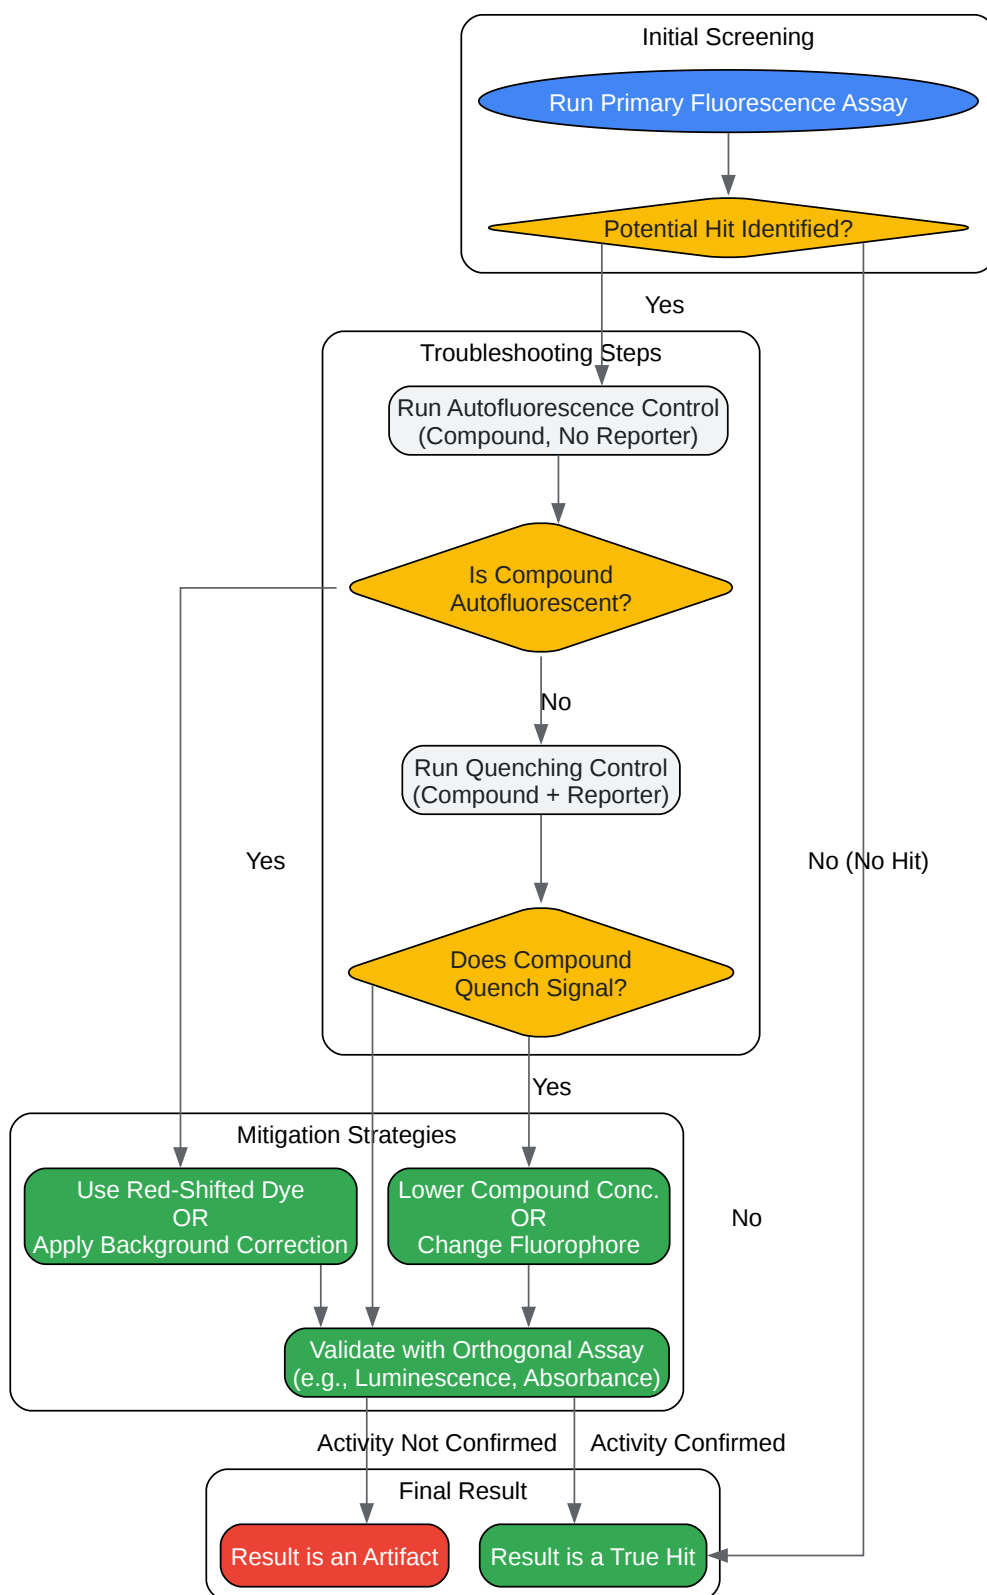 Initial Screening
Run Primary Fluorescence Assay
Potential Hit Identified?
Yes
Troubleshooting Steps
Run Autofluorescence Control
(Compound, No Reporter)
Is Compound
Autofluorescent?
No
Run Quenching Control
(Compound + Reporter)
Yes
No (No Hit)
Does Compound
Quench Signal?
Yes
Mitigation Strategies
Use Red-Shifted Dye
OR
Apply Background Correction
Lower Compound Conc.
OR
Change Fluorophore
No
Validate with Orthogonal Assay
(e.g., Luminescence, Absorbance)
Activity Not Confirmed
Activity Confirmed
Final Result
Result is an Artifact
Result is a True Hit